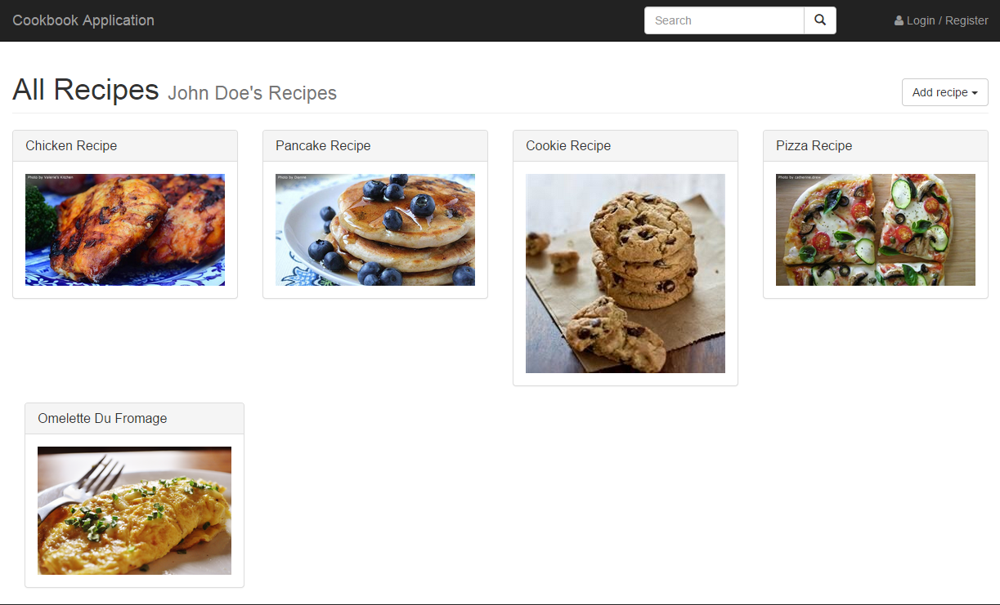 Cookbook Application
Search
Login / Register
All Recipes John Doe's Recipes
Add recipe
Chicken Recipe
Pancake Recipe
Cookie Recipe
Pizza Recipe
Photo by Valerie's Kitchen
Photo by Dianne
Photo by catherine.drew
Omelette Du Fromage